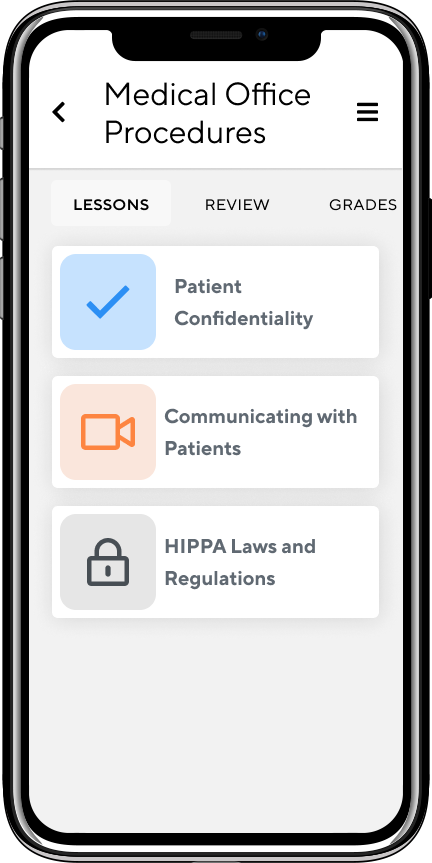 Medical Office
Procedures
LESSONS REVIEW GRADES
Patient
Confidentiality
Communicating with
Patients
HIPPA Laws and
Regulations